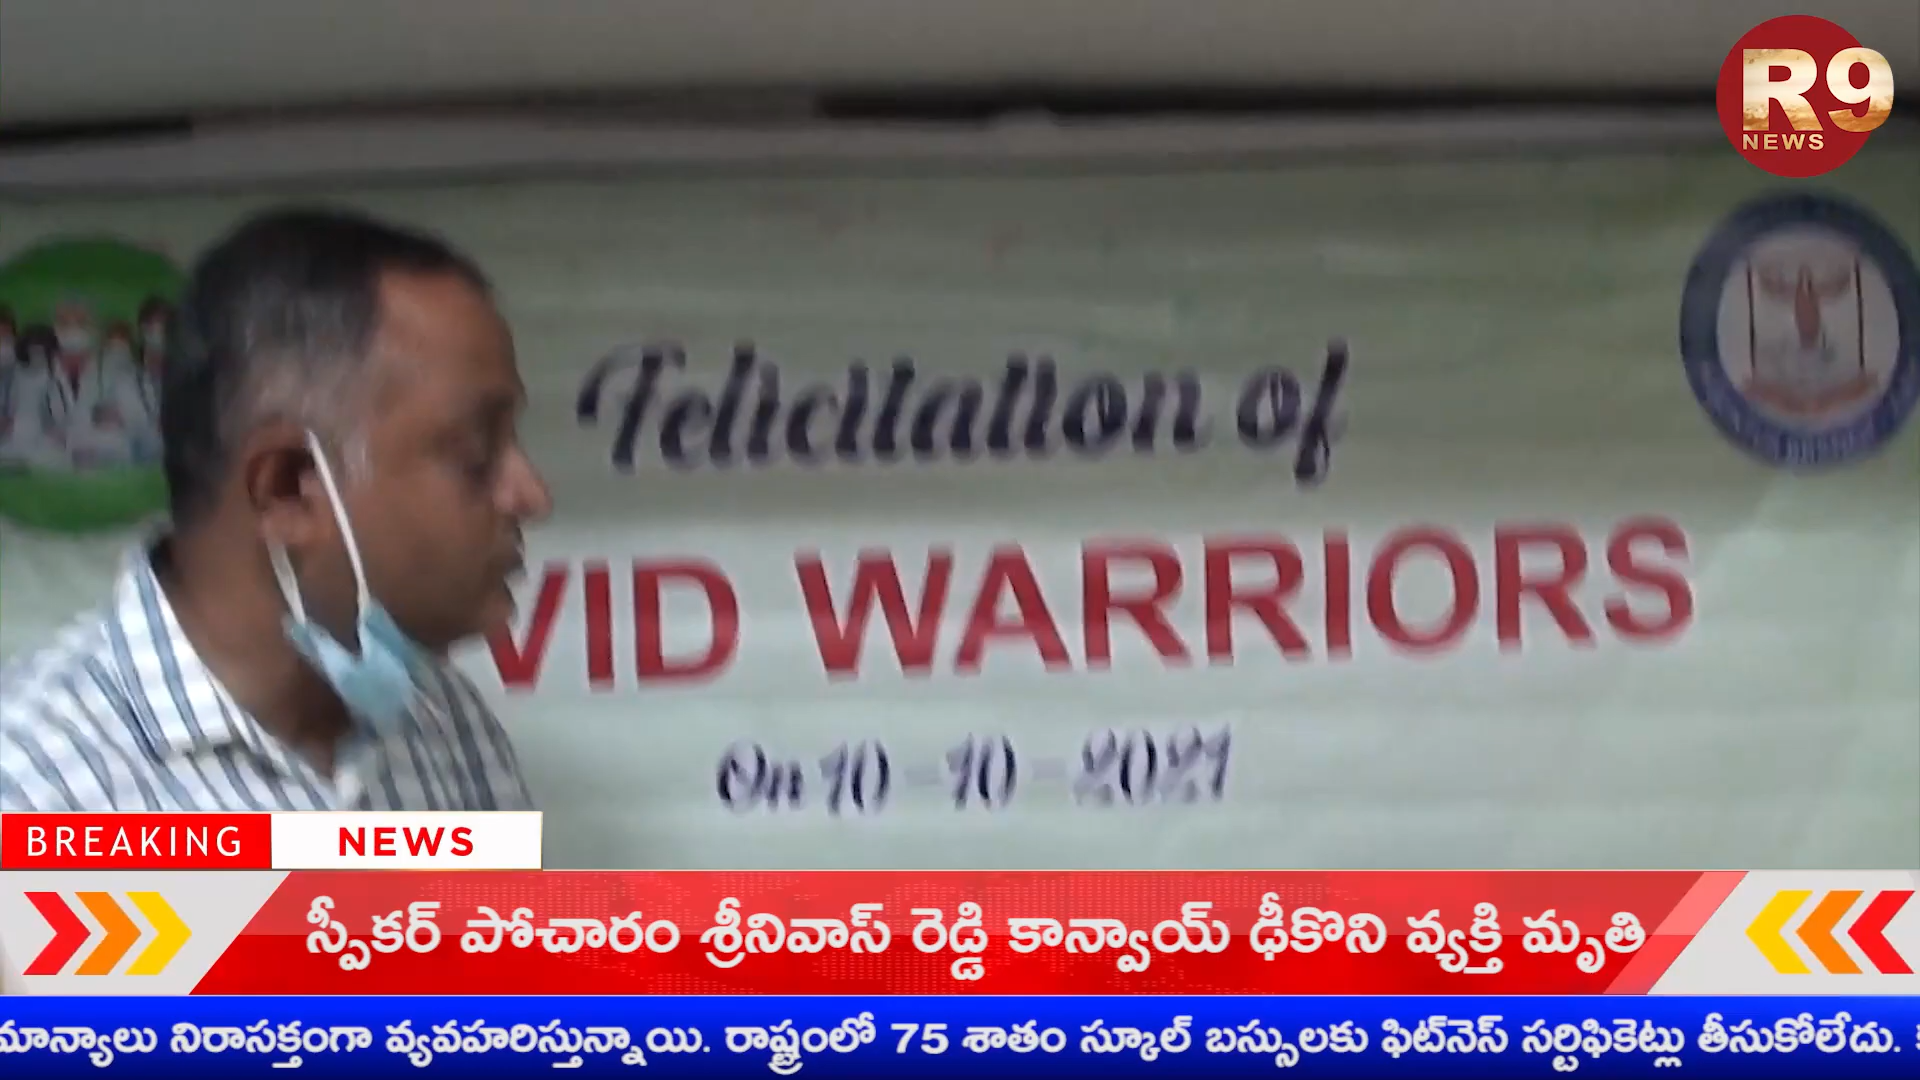 R9
NEWS
Felicitation of
VID WARRIORS
On 10-10-2021
BREAKING NEWS
స్పీకర్ పోచారం శ్రీనివాస్ రెడ్డి కాన్వాయ్ ఢీకొని వ్యక్తి మృతి
మాన్యాలు నిరాసక్తంగా వ్యవహరిస్తున్నాయి. రాష్ట్రంలో 75 శాతం స్కూల్ బస్సులకు ఫిట్‌నెస్ సర్టిఫికెట్లు తీసుకోలేదు.